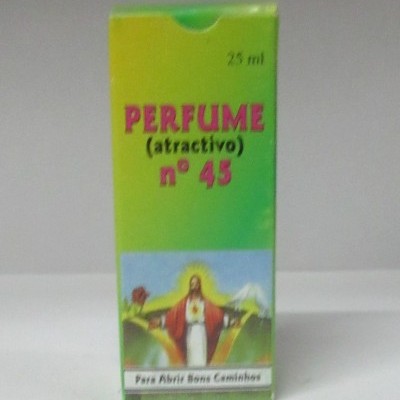 25 ml
PERFUME
(atractivo)
nº 45
Para Abrir Bons Caminhos